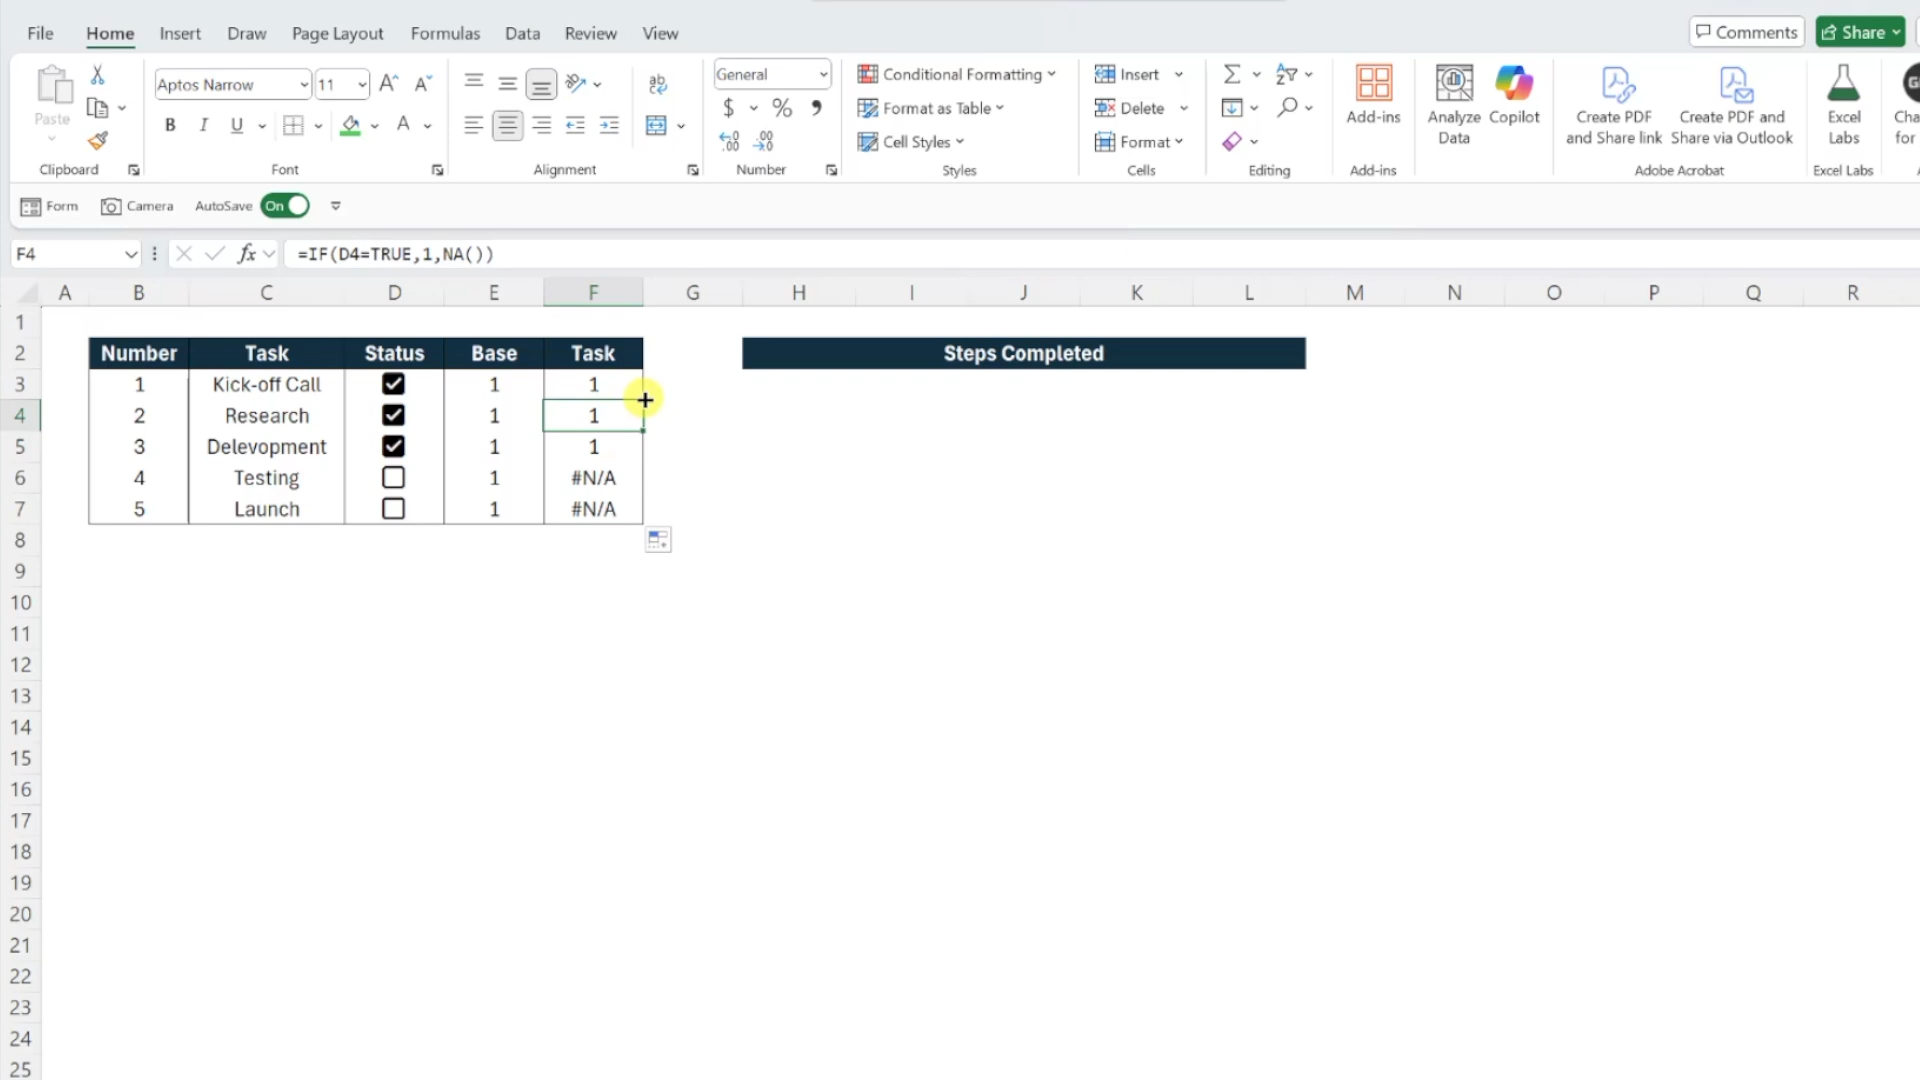 File Home Insert Draw Page Layout Formulas Data Review View Comments Share
Aptos Narrow 11 General Conditional Formatting Insert
Paste Format as Table Delete Add-ins Analyze Data Copilot Create PDF and Share link Create PDF and Share via Outlook Excel Labs
B I U A $ % Cell Styles Format
Clipboard Font Alignment Number Styles Cells Editing Add-ins Adobe Acrobat Excel Labs
Form Camera AutoSave On
F4 fx =IF(D4=TRUE,1,NA())
A B C D E F G H I J K L M N O P Q R
1
2 Number Task Status Base Task Steps Completed
3 1 Kick-off Call 1 1
4 2 Research 1 1
5 3 Delevopment 1 1
6 4 Testing 1 #N/A
7 5 Launch 1 #N/A
8
9
10
11
12
13
14
15
16
17
18
19
20
21
22
23
24
25